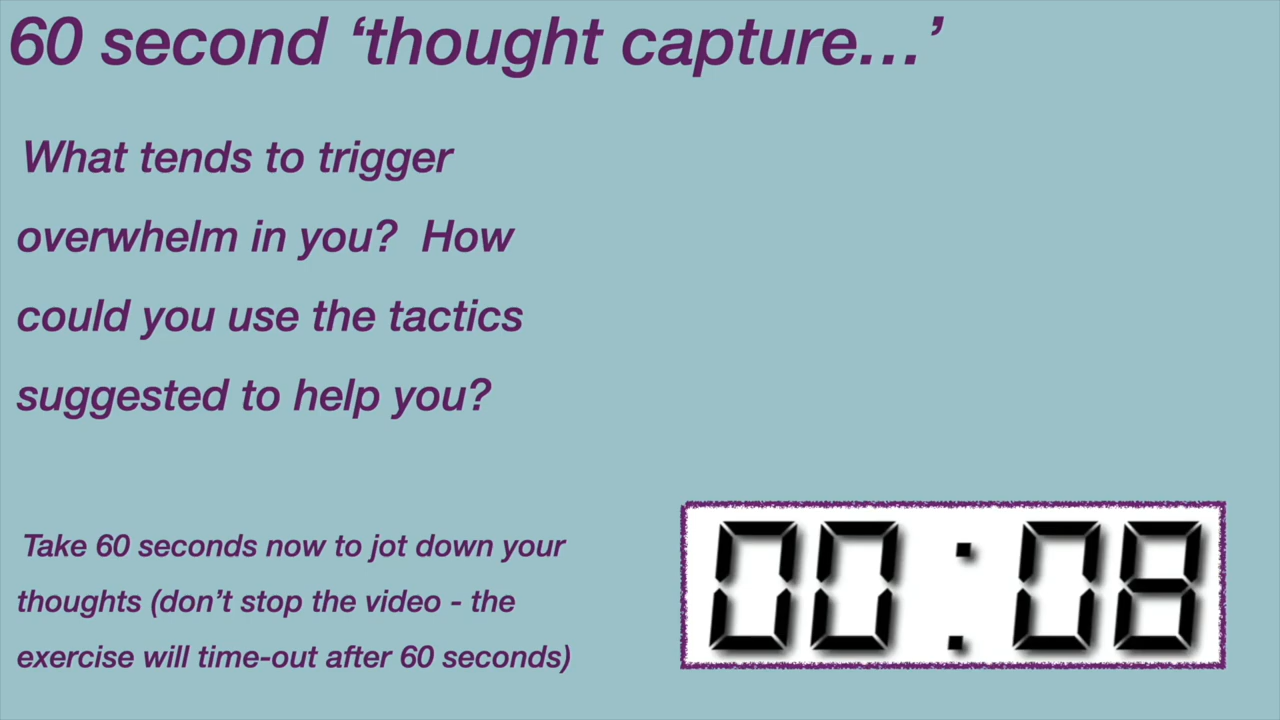 60 second ‘thought capture…’
What tends to trigger
overwhelm in you?  How
could you use the tactics
suggested to help you?
Take 60 seconds now to jot down your
thoughts (don’t stop the video - the
exercise will time-out after 60 seconds)
00:08